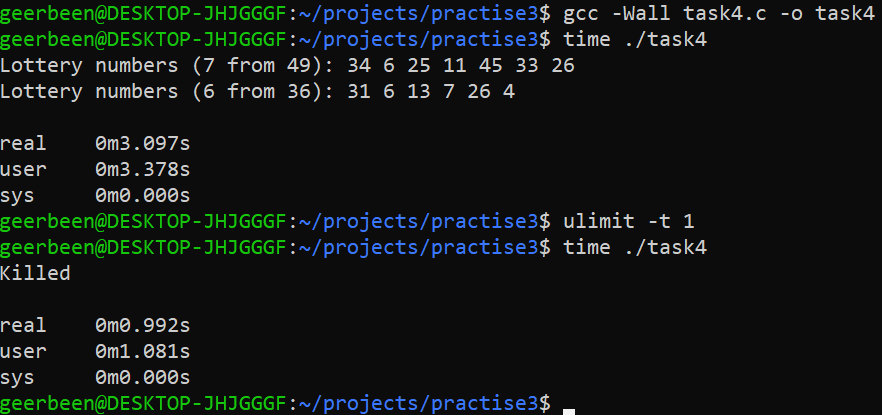 geerbeen@DESKTOP-JHJGGGF:~/projects/practise3$ gcc -Wall task4.c -o task4
geerbeen@DESKTOP-JHJGGGF:~/projects/practise3$ time ./task4
Lottery numbers (7 from 49): 34 6 25 11 45 33 26
Lottery numbers (6 from 36): 31 6 13 7 26 4
real 0m3.097s
user 0m3.378s
sys 0m0.000s
geerbeen@DESKTOP-JHJGGGF:~/projects/practise3$ ulimit -t 1
geerbeen@DESKTOP-JHJGGGF:~/projects/practise3$ time ./task4
Killed
real 0m0.992s
user 0m1.081s
sys 0m0.000s
geerbeen@DESKTOP-JHJGGGF:~/projects/practise3$